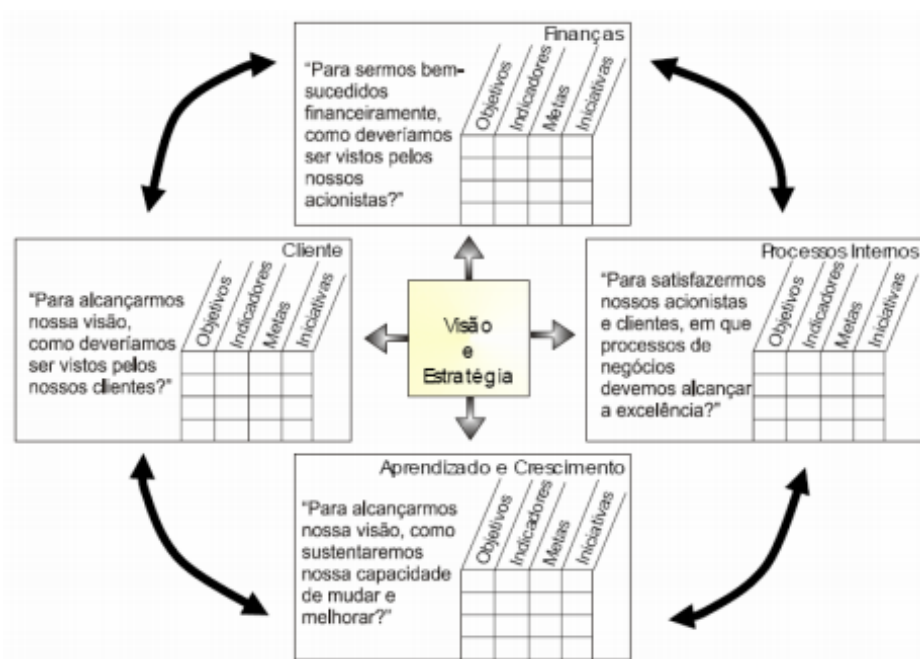 Finanças
“Para sermos bem-
sucedidos
financeiramente,
como deveríamos
ser vistos pelos
nossos
acionistas?”
Objetivos
Indicadores
Metas
Iniciativas
Cliente
“Para alcançarmos
nossa visão,
como deveríamos
ser vistos pelos
nossos clientes?”
Objetivos
Indicadores
Metas
Iniciativas
Visão
e
Estratégia
Processos Internos
“Para satisfazermos
nossos acionistas
e clientes, em que
processos de
negócios
devemos alcançar
a excelência?”
Objetivos
Indicadores
Metas
Iniciativas
Aprendizado e Crescimento
“Para alcançarmos
nossa visão, como
sustentaremos
nossa capacidade
de mudar e
melhorar?”
Objetivos
Indicadores
Metas
Iniciativas